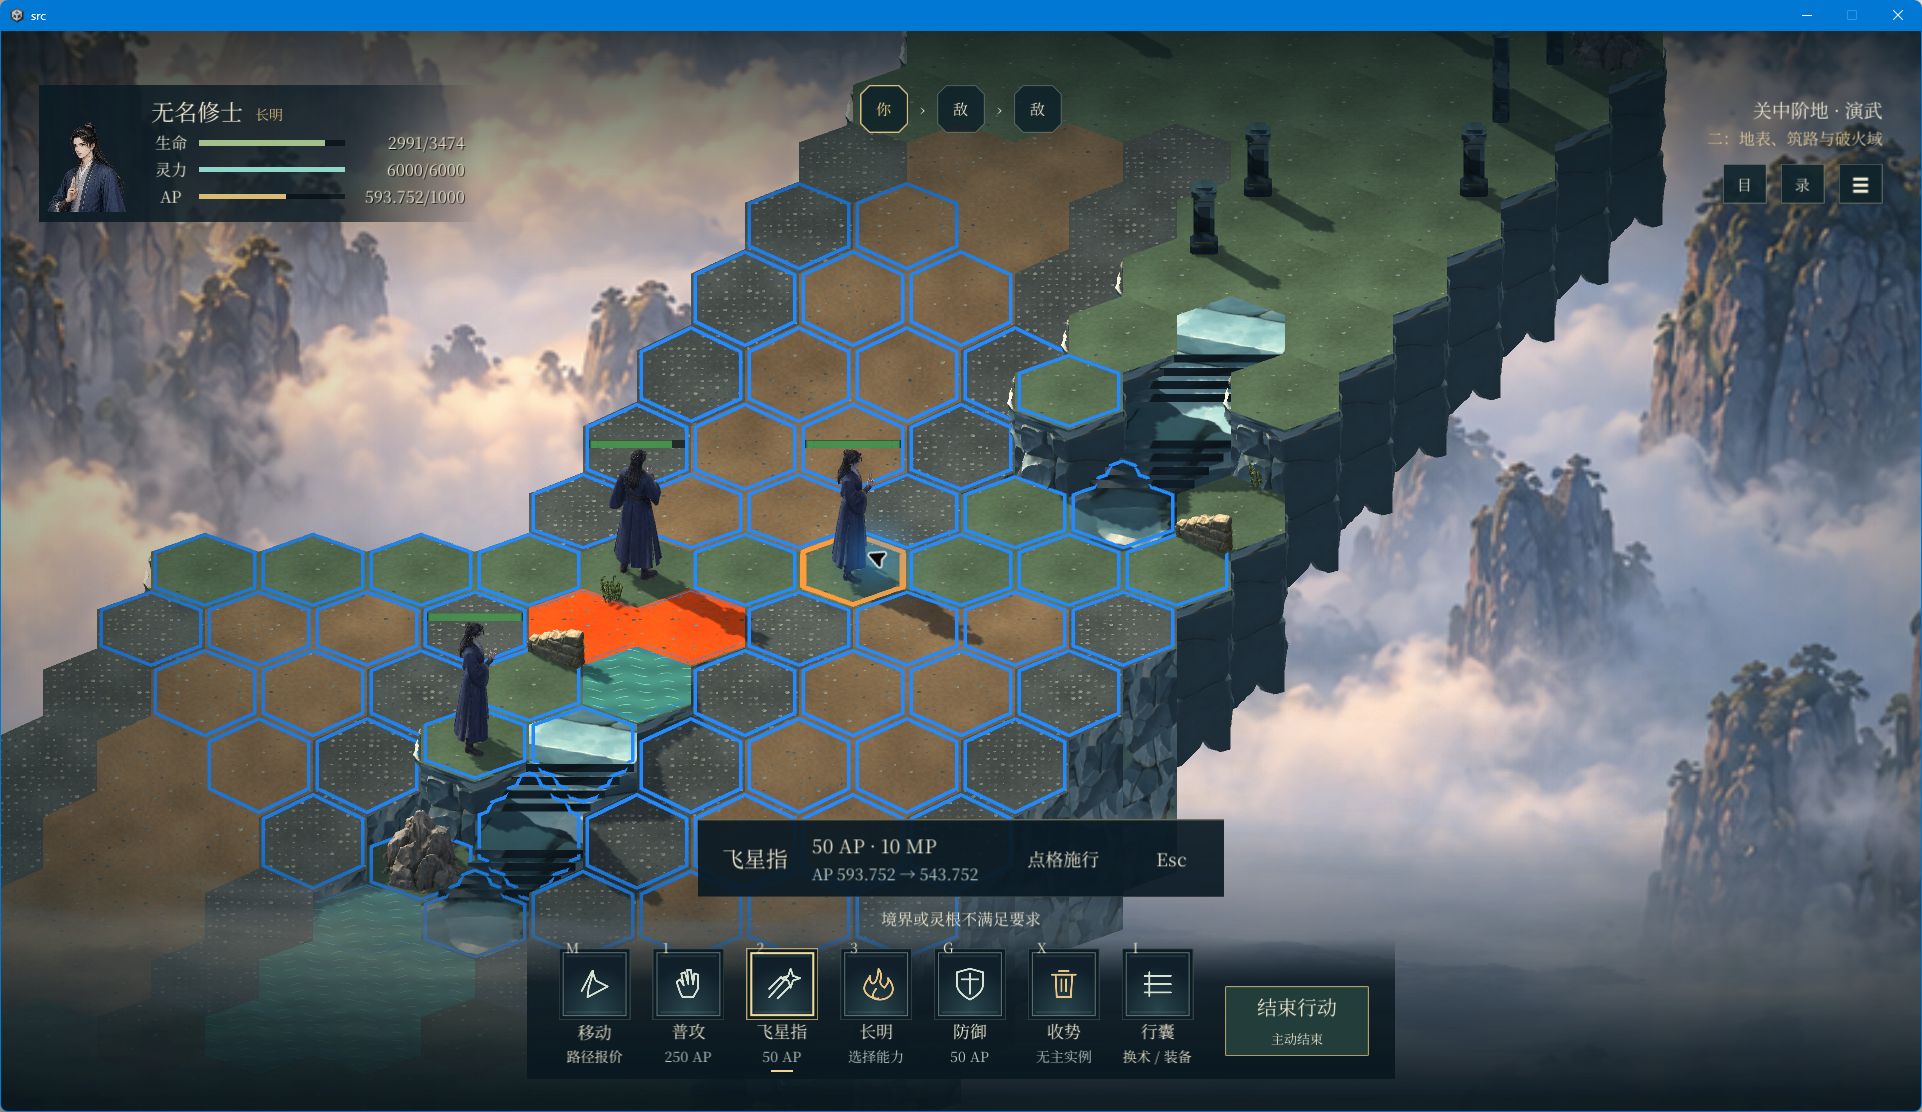 src
无名修士 长明
生命 2991/3474
灵力 6000/6000
AP 593.752/1000
你 › 敌 › 敌
关中阶地 · 演武
二：地表、筑路与破火域
目 录
飞星指
50 AP · 10 MP
AP 593.752 → 543.752
点格施行
Esc
境界或灵根不满足要求
M 1 2 3 G X I
移动 普攻 飞星指 长明 防御 收势 行囊
路径报价 250 AP 50 AP 选择能力 50 AP 无主实例 换术 / 装备
结束行动
主动结束